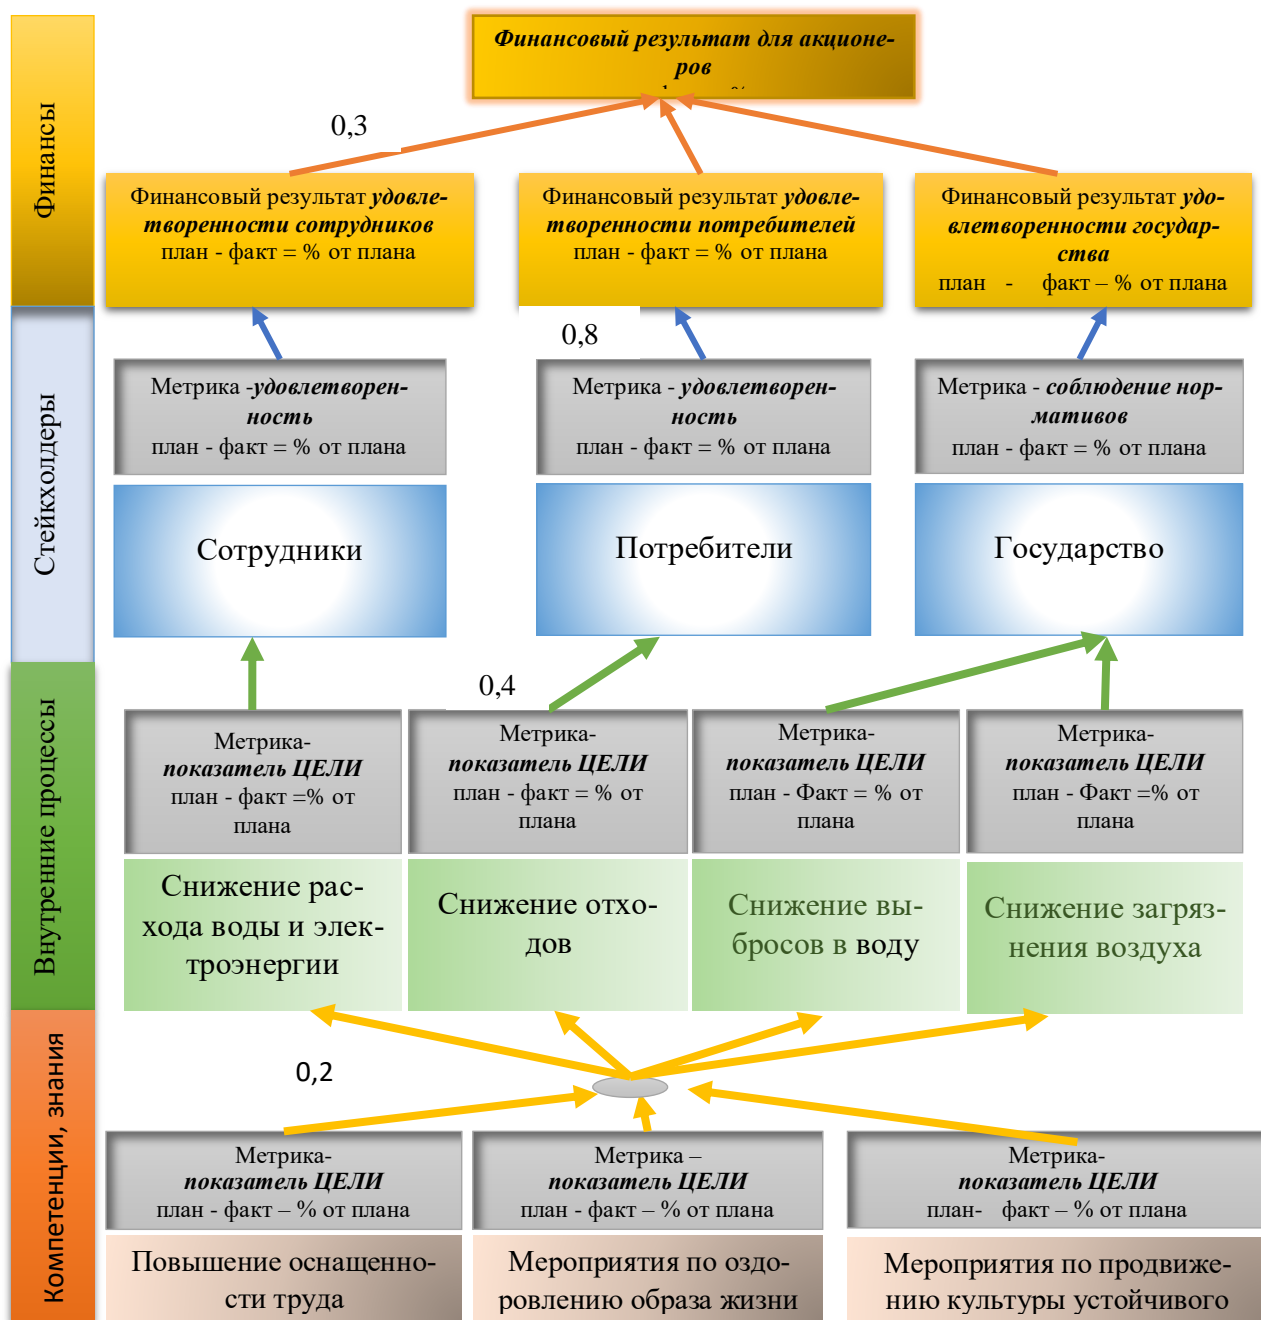 Финансы
Финансовый результат для акционе-
ров
0,3
Финансовый результат удовле-
творенности сотрудников
план - факт = % от плана
Финансовый результат удовле-
творенности потребителей
план - факт = % от плана
Финансовый результат удо-
влетворенности государ-
ства
план - факт – % от плана
Стейкхолдеры
0,8
Метрика -удовлетворен-
ность
план - факт = % от плана
Метрика - удовлетворен-
ность
план - факт = % от плана
Метрика - соблюдение нор-
мативов
план - факт = % от плана
Сотрудники
Потребители
Государство
Внутренние процессы
0,4
Метрика-
показатель ЦЕЛИ
план - факт =% от
плана
Метрика-
показатель ЦЕЛИ
план - факт = % от
плана
Метрика-
показатель ЦЕЛИ
план - Факт = % от
плана
Метрика-
показатель ЦЕЛИ
план - Факт =% от
плана
Снижение рас-
хода воды и элек-
троэнергии
Снижение отхо-
дов
Снижение вы-
бросов в воду
Снижение загряз-
нения воздуха
Компетенции, знания
0,2
Метрика-
показатель ЦЕЛИ
план - факт – % от плана
Метрика –
показатель ЦЕЛИ
план - факт – % от плана
Метрика-
показатель ЦЕЛИ
план- факт – % от плана
Повышение оснащенно-
сти труда
Мероприятия по оздо-
ровлению образа жизни
Мероприятия по продвиже-
нию культуры устойчивого